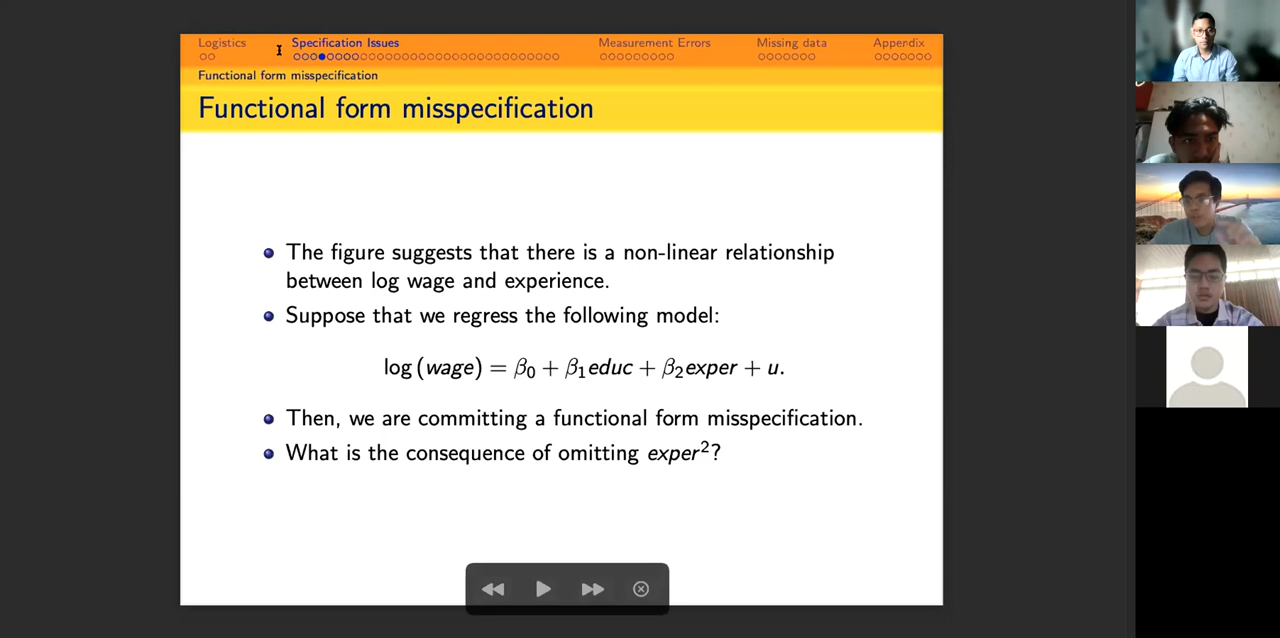 Logistics Specification Issues Measurement Errors Missing data Appendix
Functional form misspecification
Functional form misspecification
The figure suggests that there is a non-linear relationship
between log wage and experience.
Suppose that we regress the following model:
log (wage) = β₀ + β₁educ + β₂exper + u.
Then, we are committing a functional form misspecification.
What is the consequence of omitting exper²?